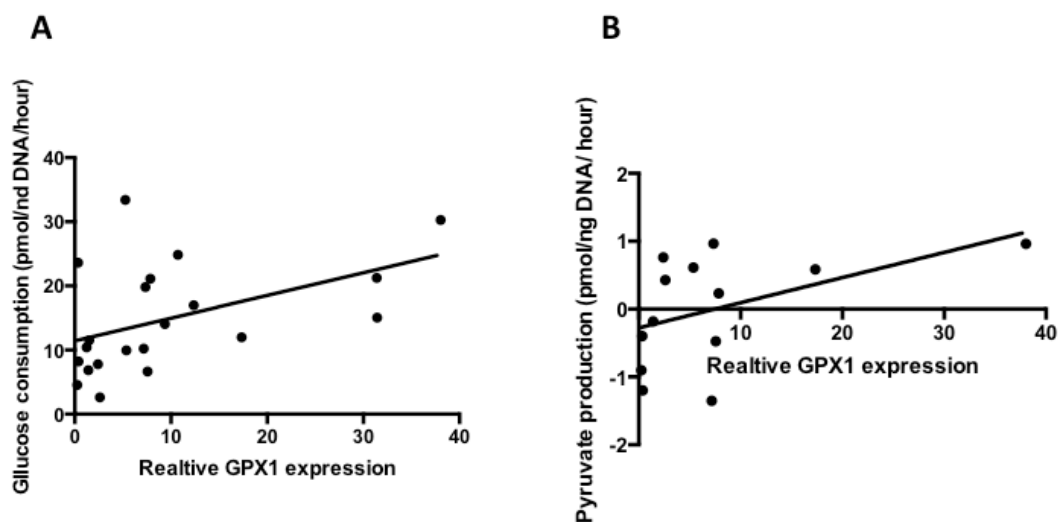 A
Gllucose consumption (pmol/nd DNA/hour)
40
30
20
10
0
0 10 20 30 40
Realtive GPX1 expression
B
Pyruvate production (pmol/ng DNA/ hour)
2
1
0
-1
-2
10 20 30 40
Realtive GPX1 expression